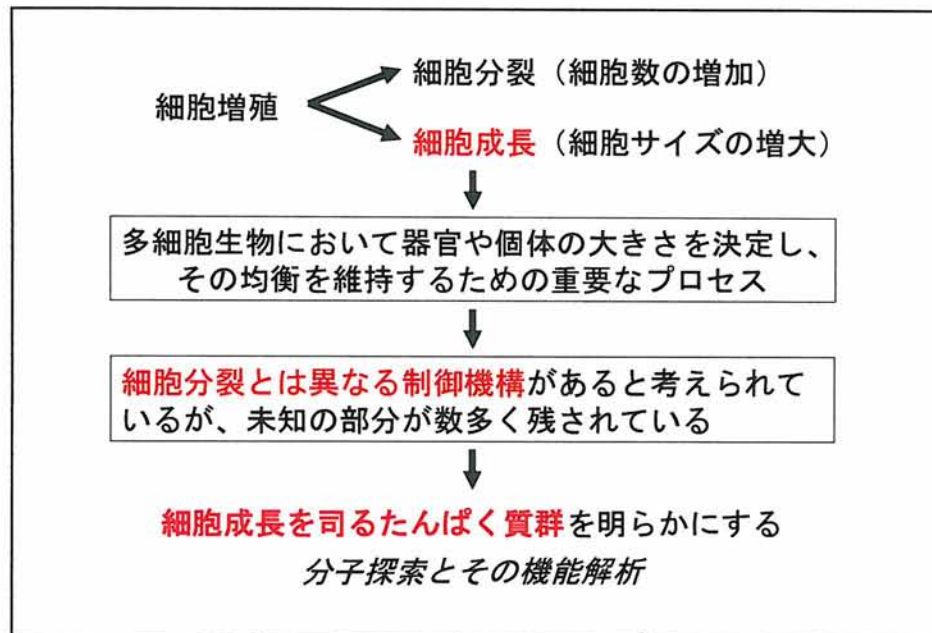 細胞分裂（細胞数の増加）
細胞増殖
細胞成長（細胞サイズの増大）
多細胞生物において器官や個体の大きさを決定し、
その均衡を維持するための重要なプロセス
細胞分裂とは異なる制御機構があると考えられて
いるが、未知の部分が数多く残されている
細胞成長を司るたんぱく質群を明らかにする
分子探索とその機能解析